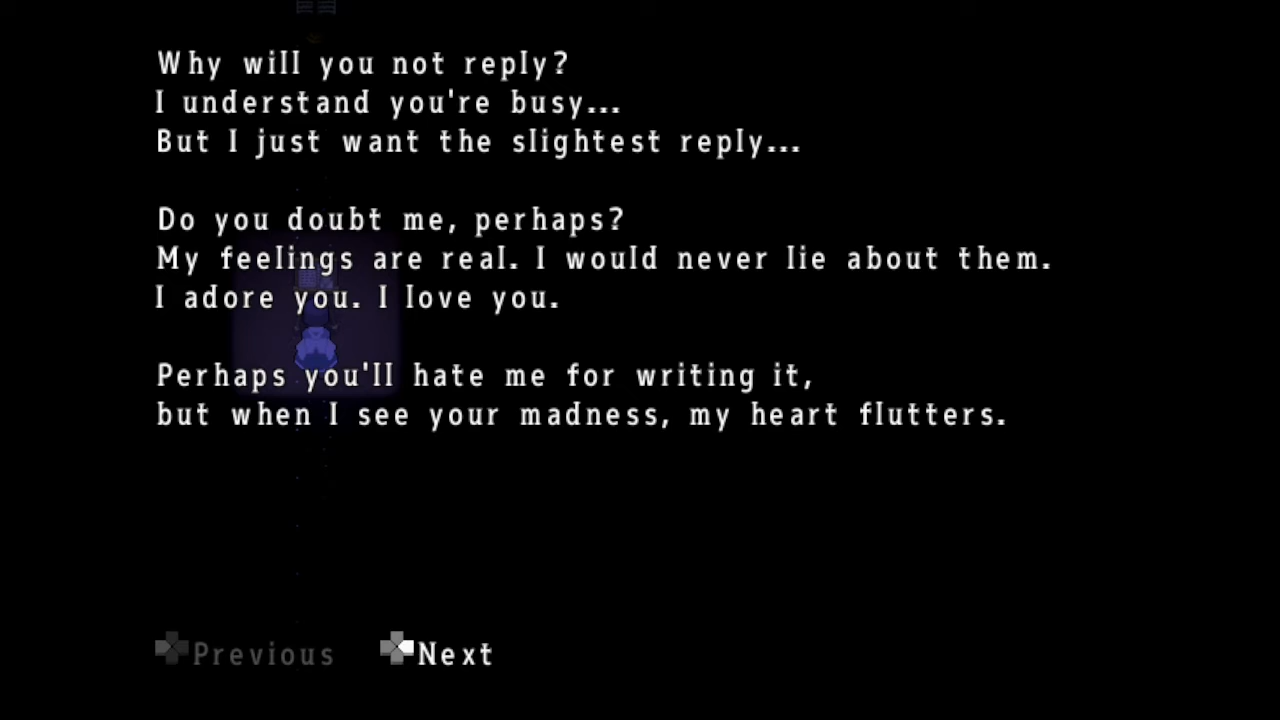 Why will you not reply?
I understand you're busy...
But I just want the slightest reply...
Do you doubt me, perhaps?
My feelings are real. I would never lie about them.
I adore you. I love you.
Perhaps you'll hate me for writing it,
but when I see your madness, my heart flutters.
Previous Next